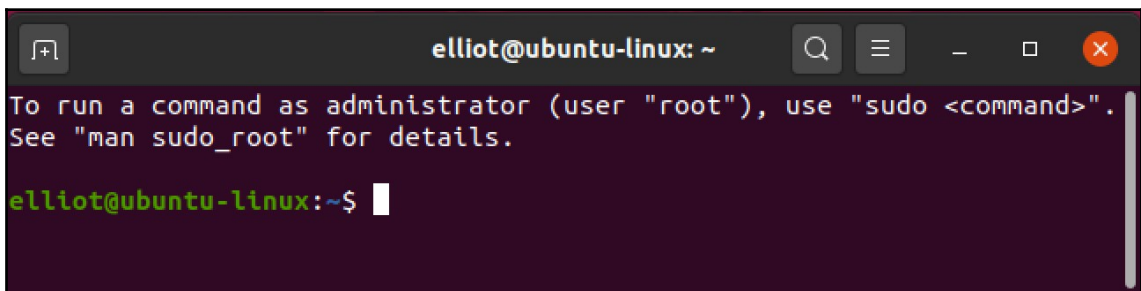 elliot@ubuntu-linux: ~
To run a command as administrator (user "root"), use "sudo <command>".
See "man sudo_root" for details.
elliot@ubuntu-linux:~$